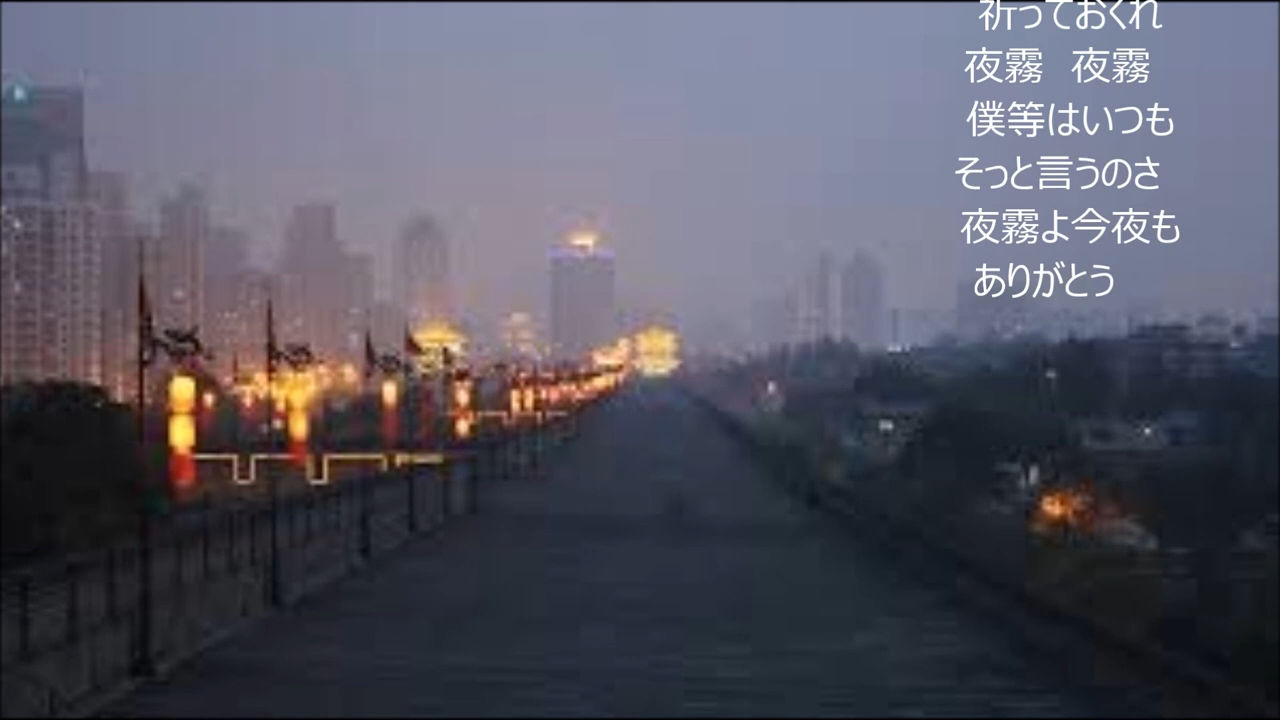 祈っておくれ
夜霧　夜霧
僕等はいつも
そっと言うのさ
夜霧よ今夜も
ありがとう